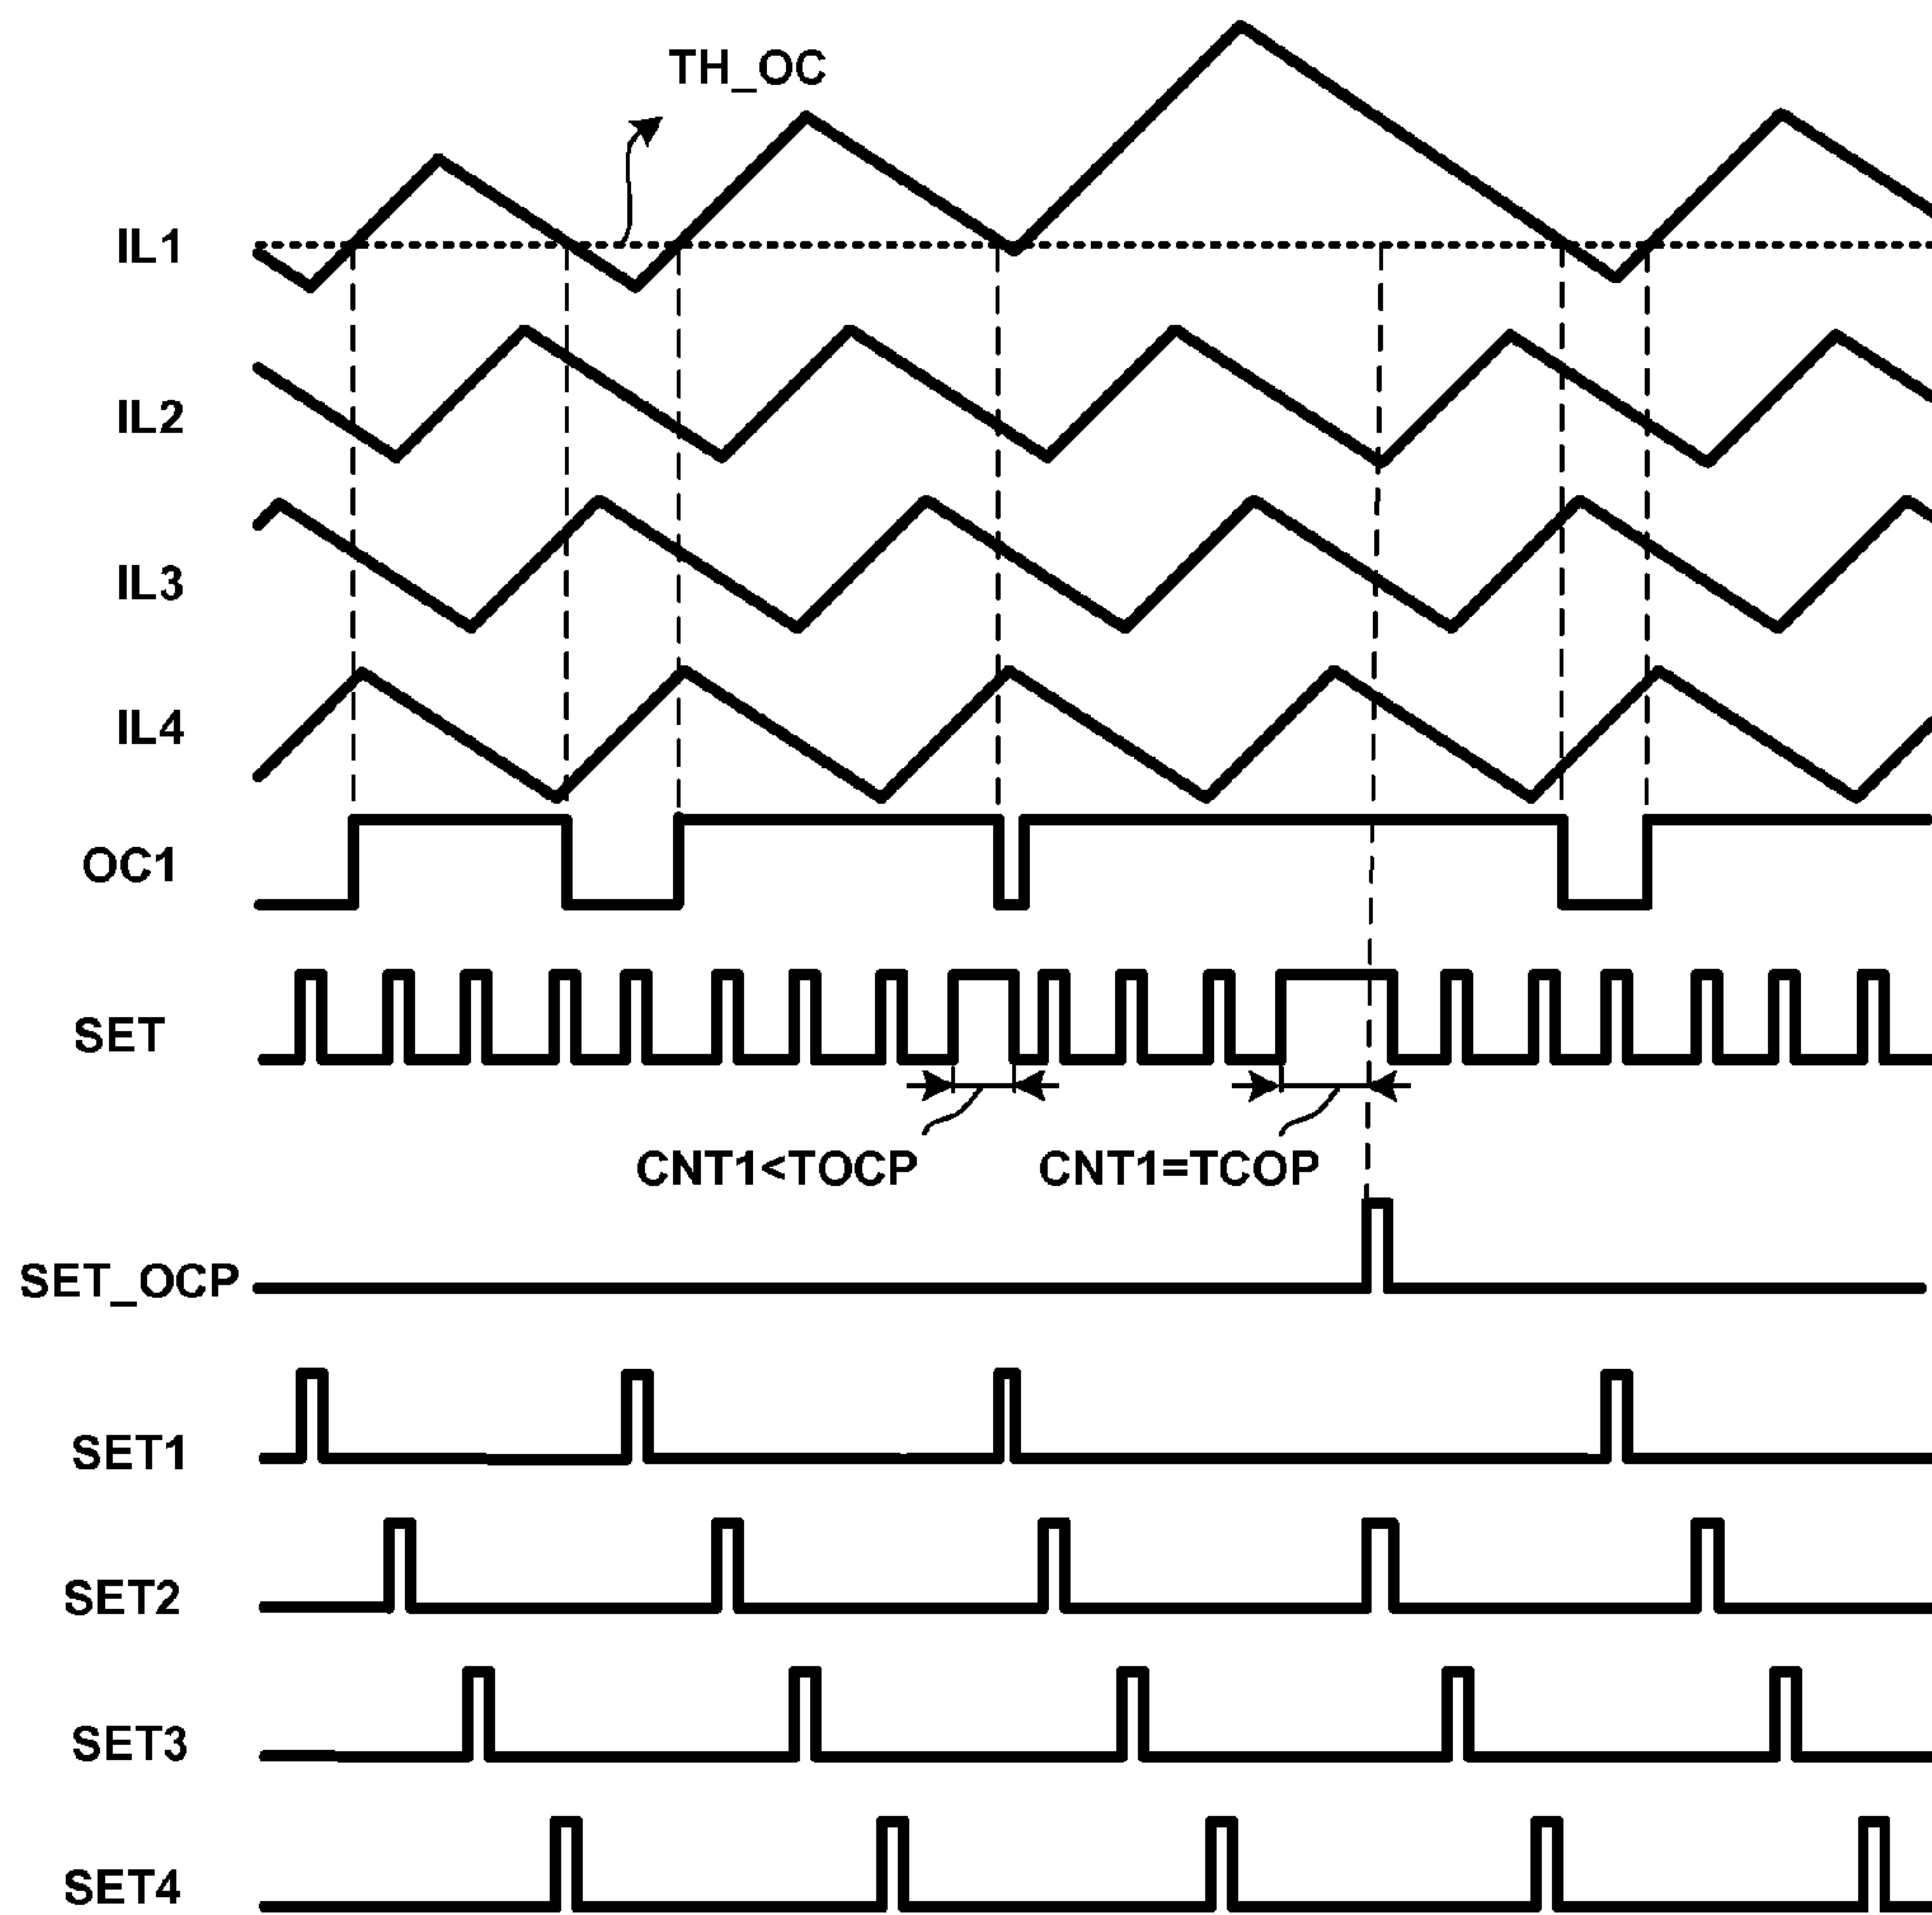 TH_OC
IL1
IL2
IL3
IL4
OC1
SET
CNT1<TOCP
CNT1=TCOP
SET_OCP
SET1
SET2
SET3
SET4